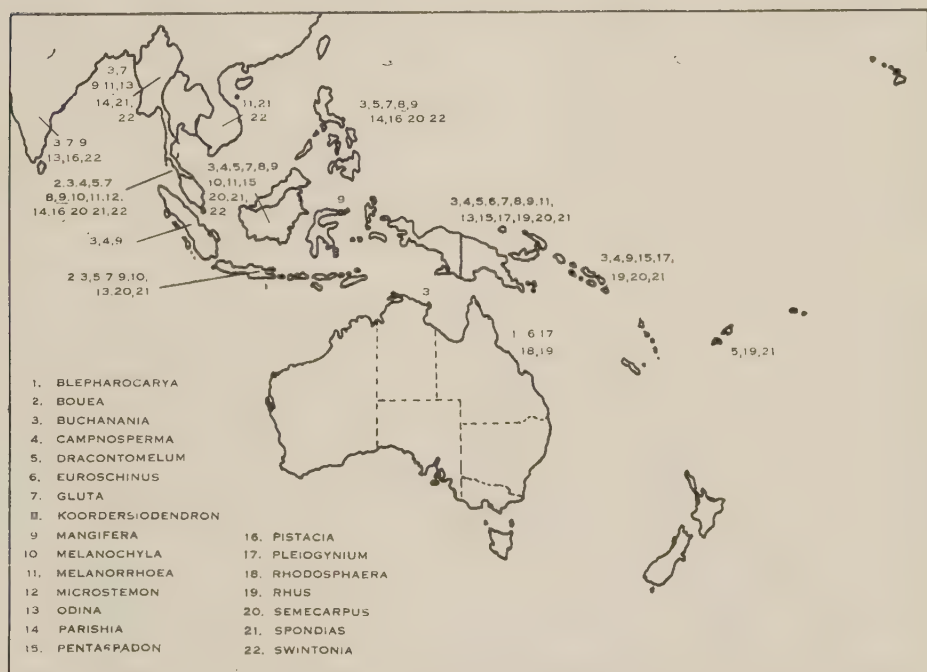 3,7
9 11,13
14,21,
22
11,21
22
3,5,7,8,9
14,16 20 22
3 7 9
13,16,22
2.3,4,5.7
8,9,10,11,12,
14,16 20 21,22
3,4,5,7,8,9
10,11,15
20,21,
22
9
3,4,5,6,7,8,9,11,
13,15,17,19,20,21
3,4,9
2 3,5 7 9,10,
13.20,21
3,4,9,15,17,
19,20,21
3
1 6 17
18,19
5,19,21
1. BLEPHAROCARYA
2. BOUEA
3. BUCHANANIA
4. CAMPNOSPERMA
5. DRACONTOMELUM
6. EUROSCHINUS
7. GLUTA
KOORDERSIODENDRON
9 MANGIFERA
10 MELANOCHYLA
11. MELANORRHOEA
12 MICROSTEMON
13 ODINA
14 PARISHIA
15. PENTASPADON
16. PISTACIA
17. PLEIOGYNIUM
18. RHODOSPHAERA
19. RHUS
20. SEMECARPUS
21. SPONDIAS
22. SWINTONIA